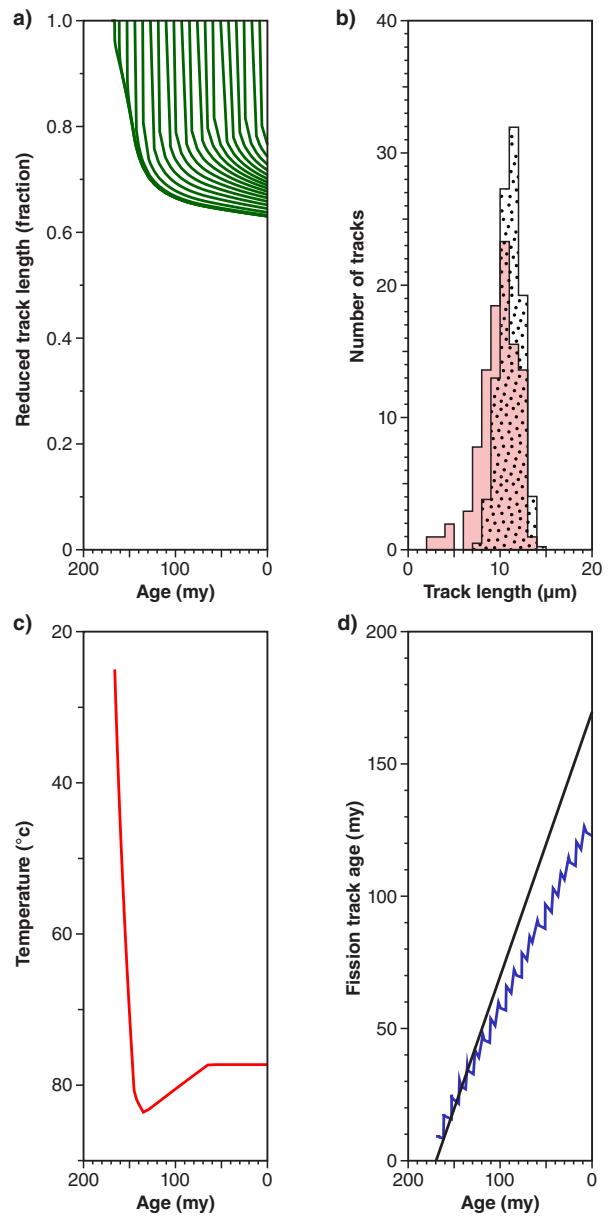 a)
1.0
0.8
0.6
0.4
0.2
0
Reduced track length (fraction)
200 100 0
Age (my)
b)
40
30
20
10
0
Number of tracks
0 10 20
Track length (µm)
c)
20
40
60
80
Temperature (°c)
200 100 0
Age (my)
d)
200
150
100
50
0
Fission track age (my)
200 100 0
Age (my)